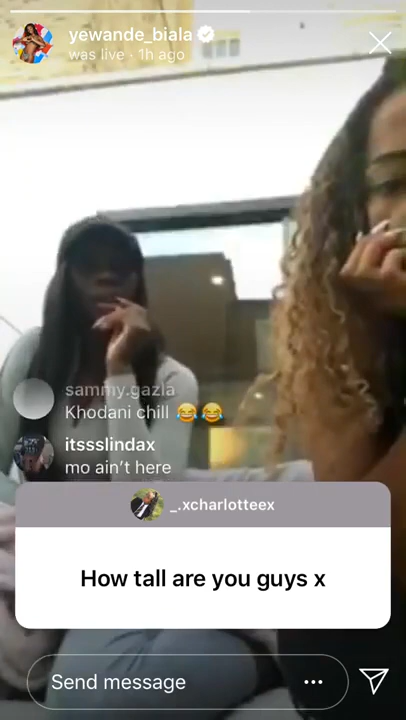 yewande_biala
was live · 1h ago
sammy.gazla
Khodani chill 😂😂
itssslindax
mo ain't here
_.xcharlotteex
How tall are you guys x
Send message